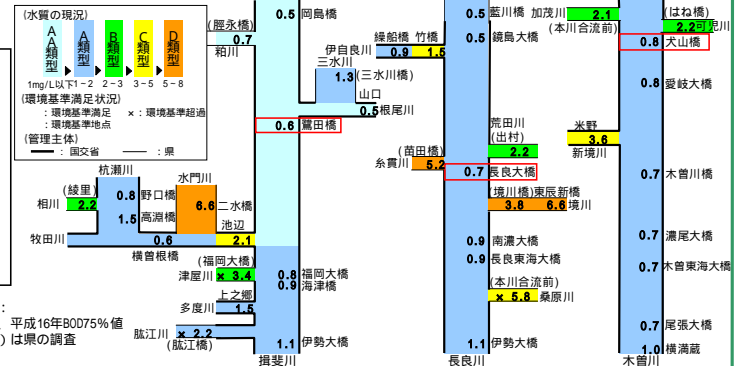 (水質の現況)
AA類型 A類型 B類型 C類型 D類型
1mg/L以下 1-2 2-3 3-5 5-8
(環境基準満足状況)
：環境基準満足 ×：環境基準超過
：環境基準地点
(管理主体)
：国交省 ：県
：
平成16年BOD75%値
)は県の調査
0.5 岡島橋
(脛永橋)
0.7
粕川
三水川
1.3 (三水川橋)
山口
0.5 根尾川
0.6 鷺田橋
杭瀬川
(綾里)
相川 2.2
0.8 野口橋
1.5 高淵橋
水門川
6.6 二水橋
池辺
牧田川 0.6 2.1
横曽根橋
(福岡大橋)
津屋川 × 3.4
0.8 福岡大橋
0.9 海津橋
上之郷
多度川 1.5
肱江川 × 2.2
(肱江橋)
1.1 伊勢大橋
揖斐川
0.5 藍川橋
繰船橋 竹橋
伊自良川 0.9 1.5
0.5 鏡島大橋
荒田川
(出村)
2.2
(苗田橋)
糸貫川 5.2
0.7 長良大橋
(境川橋) 東辰新橋
3.8 6.6 境川
0.9 南濃大橋
0.9 長良東海大橋
(本川合流前)
× 5.8 桑原川
1.1 伊勢大橋
長良川
加茂川 2.1
(本川合流前)
(はね橋)
2.2 可児川
0.8 犬山橋
0.8 愛岐大橋
米野
3.6
新境川
0.7 木曽川橋
0.7 濃尾大橋
0.7 木曽東海大橋
0.7 尾張大橋
1.0 横満蔵
木曽川